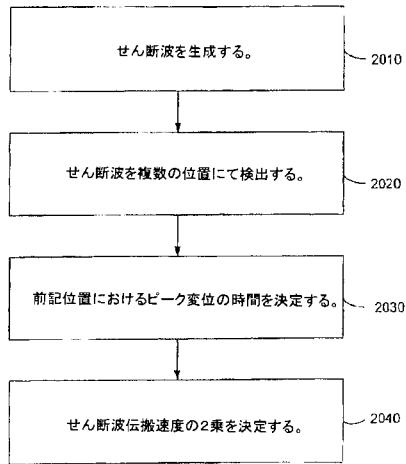 せん断波を生成する。
2010
せん断波を複数の位置にて検出する。
2020
前記位置におけるピーク変位の時間を決定する。
2030
せん断波伝搬速度の2乗を決定する。
2040